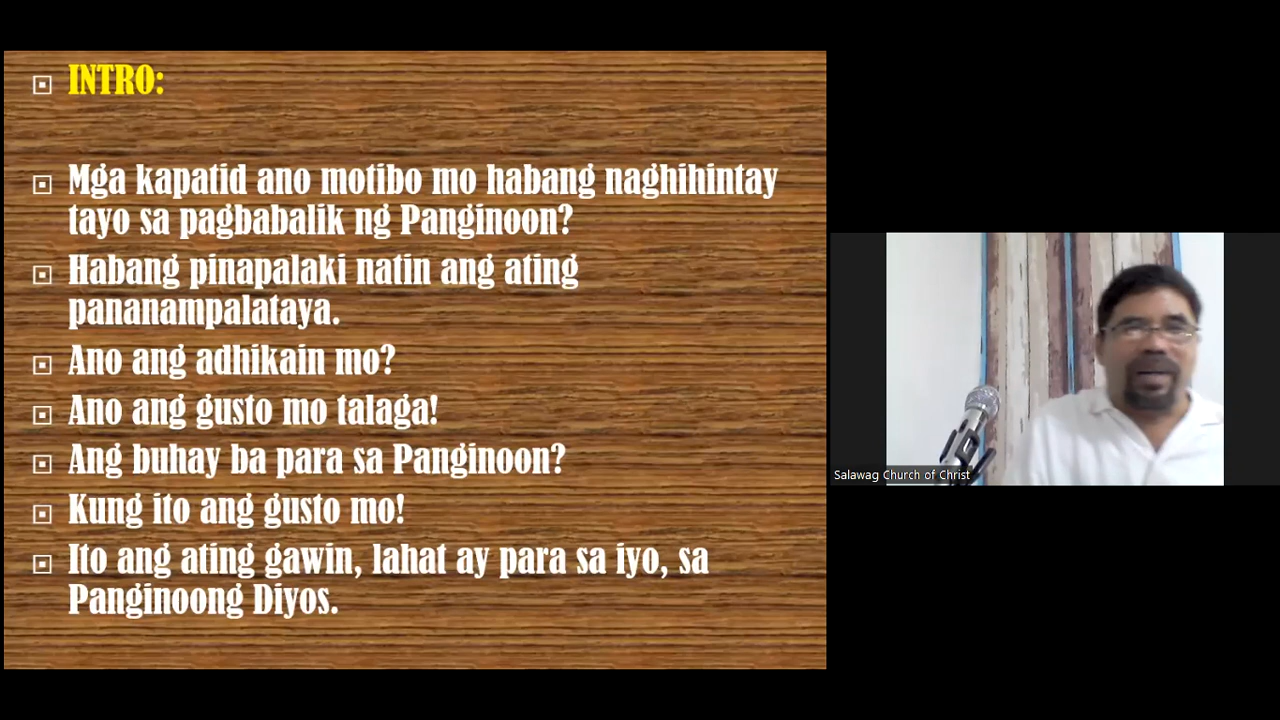 INTRO:
Mga kapatid ano motibo mo habang naghihintay
tayo sa pagbabalik ng Panginoon?
Habang pinapalaki natin ang ating
pananampalataya.
Ano ang adhikain mo?
Ano ang gusto mo talaga!
Ang buhay ba para sa Panginoon?
Kung ito ang gusto mo!
Ito ang ating gawin, lahat ay para sa iyo, sa
Panginoong Diyos.
Salawag Church of Christ